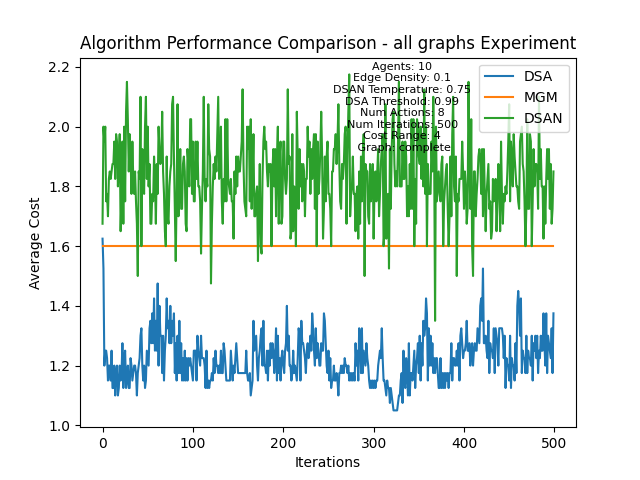 Algorithm Performance Comparison - all graphs Experiment
Agents: 10
Edge Density: 0.1
DSAN Temperature: 0.75
DSA Threshold: 0.99
Num Actions: 8
Num Iterations: 500
Cost Range: 4
Graph: complete
DSA
MGM
DSAN
Average Cost
2.2
2.0
1.8
1.6
1.4
1.2
1.0
0
100
200
300
400
500
Iterations